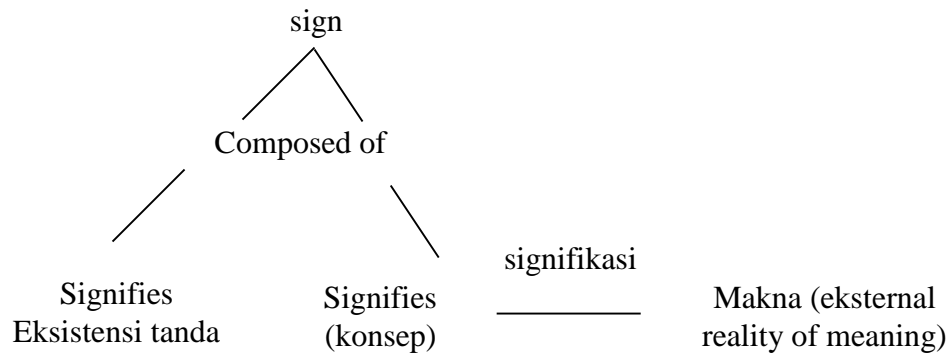 sign
Composed of
signifikasi
Signifies
Eksistensi tanda
Signifies
(konsep)
Makna (eksternal
reality of meaning)